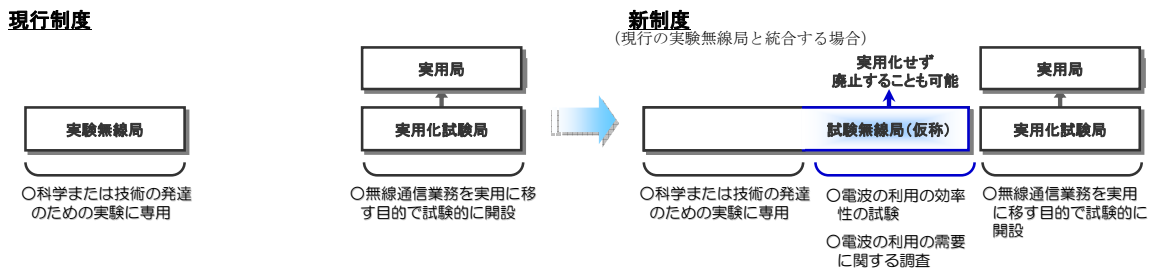 現行制度
実用局
実験無線局
実用化試験局
〇科学または技術の発達
のための実験に専用
〇無線通信業務を実用に移
す目的で試験的に開設
新制度
（現行の実験無線局と統合する場合）
実用化せず
廃止することも可能
実用局
試験無線局（仮称）
実用化試験局
〇科学または技術の発達
のための実験に専用
〇電波の利用の効率
性の試験
〇電波の利用の需要
に関する調査
〇無線通信業務を実用
に移す目的で試験的に
開設